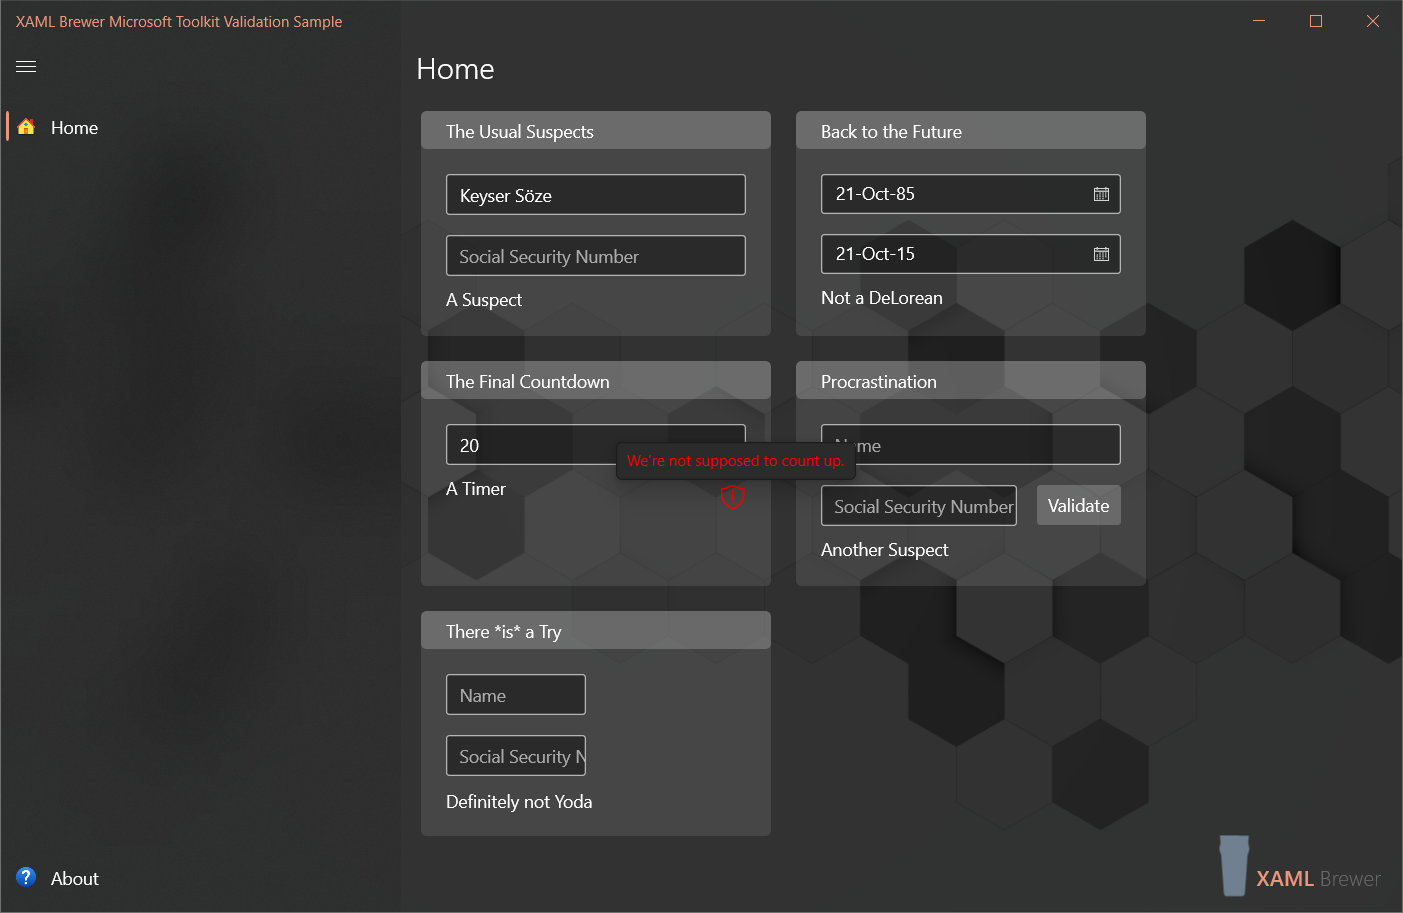 XAML Brewer Microsoft Toolkit Validation Sample
Home
Home
The Usual Suspects
Keyser Söze
Social Security Number
A Suspect
Back to the Future
21-Oct-85
21-Oct-15
Not a DeLorean
The Final Countdown
20
We're not supposed to count up.
A Timer
Procrastination
Name
Social Security Number
Validate
Another Suspect
There *is* a Try
Name
Social Security N
Definitely not Yoda
About
XAML Brewer